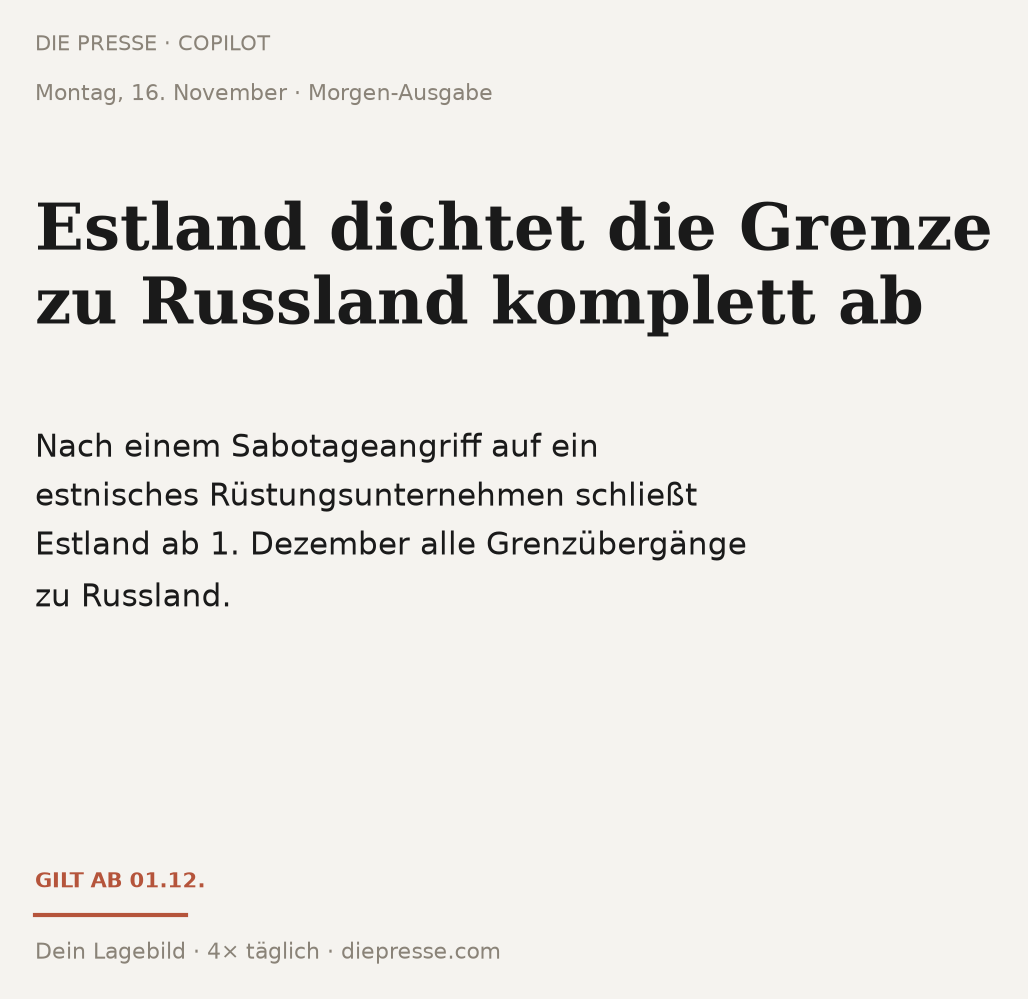 DIE PRESSE · COPILOT
Montag, 16. November · Morgen-Ausgabe
Estland dichtet die Grenze
zu Russland komplett ab
Nach einem Sabotageangriff auf ein
estnisches Rüstungsunternehmen schließt
Estland ab 1. Dezember alle Grenzübergänge
zu Russland.
GILT AB 01.12.
Dein Lagebild · 4× täglich · diepresse.com